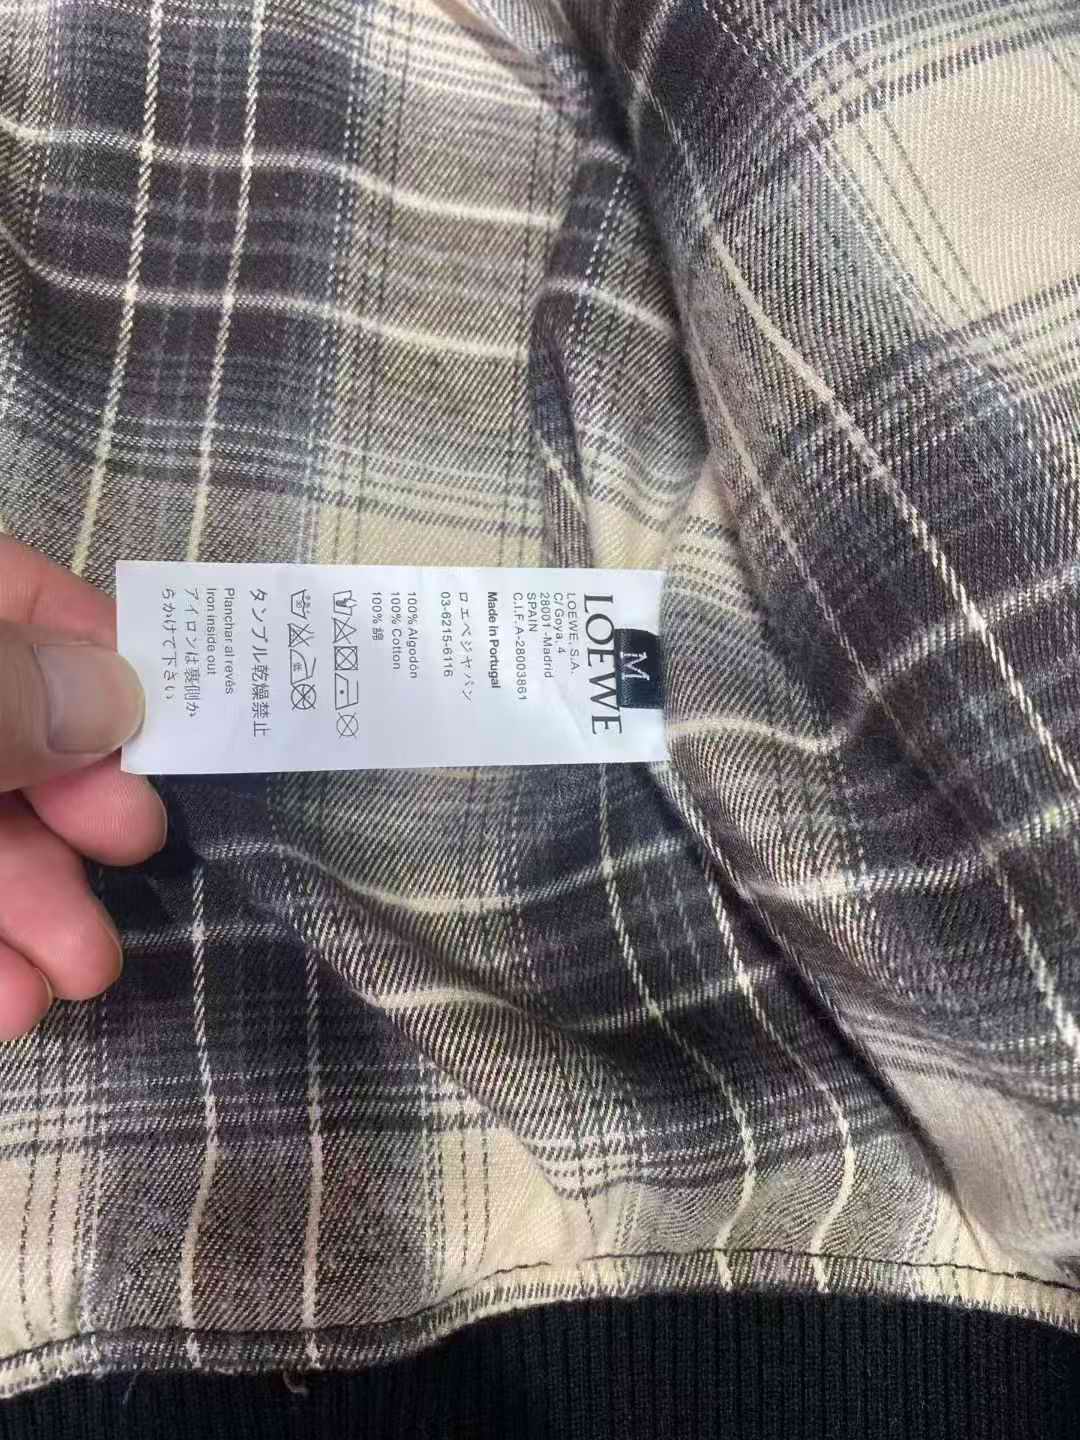 M
LOEWE
LOEWE, S.A.
C/ Goya, 4
28001 -Madrid
SPAIN
C.I.F. A-28003861
Made in Portugal
ロエベジャパン
03-6215-6116
100% Algodon
100% Cotton
100% 綿
タンブル乾燥禁止
Planchar al revés
Iron inside out
アイロンは裏側か
らかけて下さい